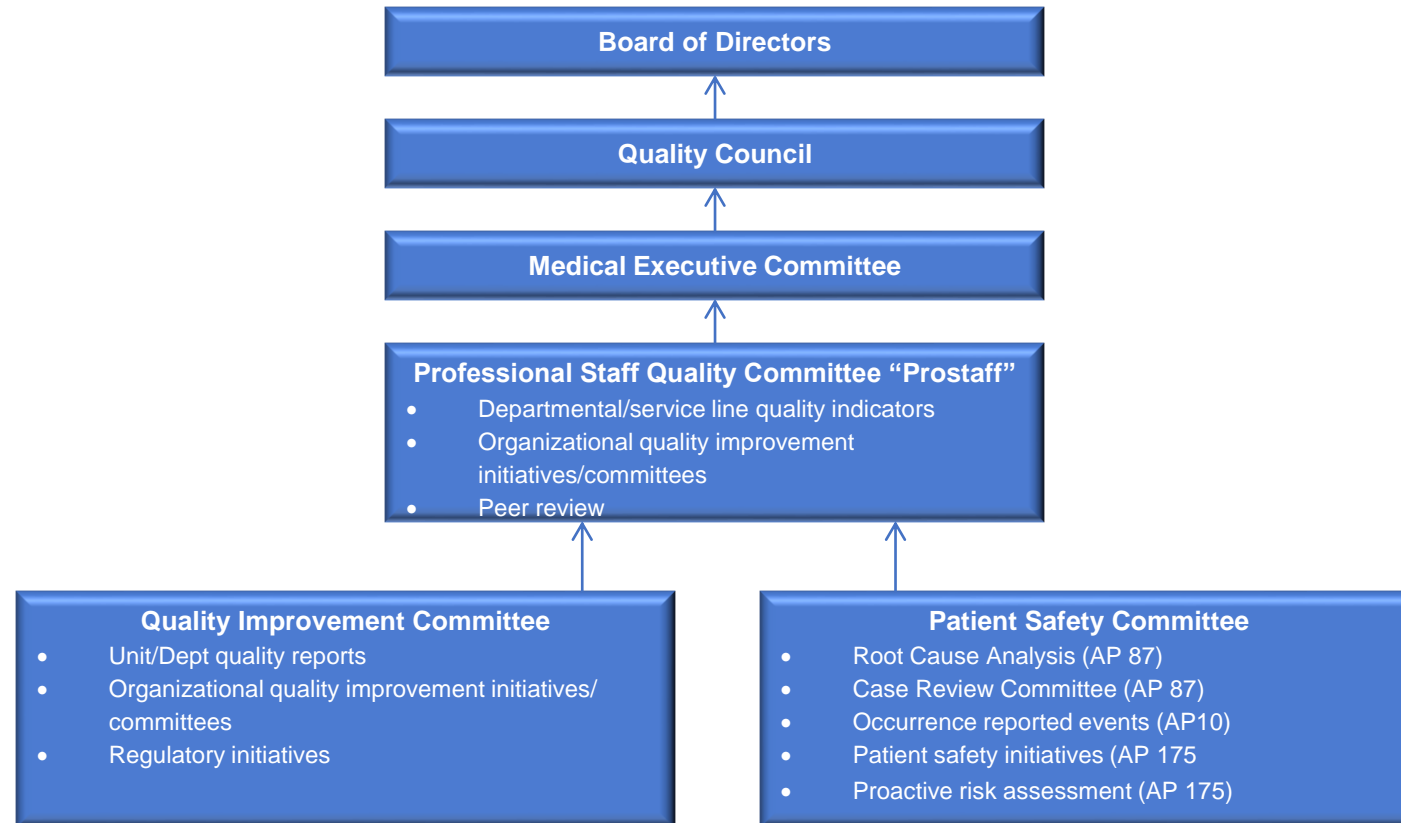 Board of Directors
Quality Council
Medical Executive Committee
Professional Staff Quality Committee “Prostaff”
• Departmental/service line quality indicators
• Organizational quality improvement
initiatives/committees
• Peer review
Quality Improvement Committee
• Unit/Dept quality reports
• Organizational quality improvement initiatives/
committees
• Regulatory initiatives
Patient Safety Committee
• Root Cause Analysis (AP 87)
• Case Review Committee (AP 87)
• Occurrence reported events (AP10)
• Patient safety initiatives (AP 175
• Proactive risk assessment (AP 175)